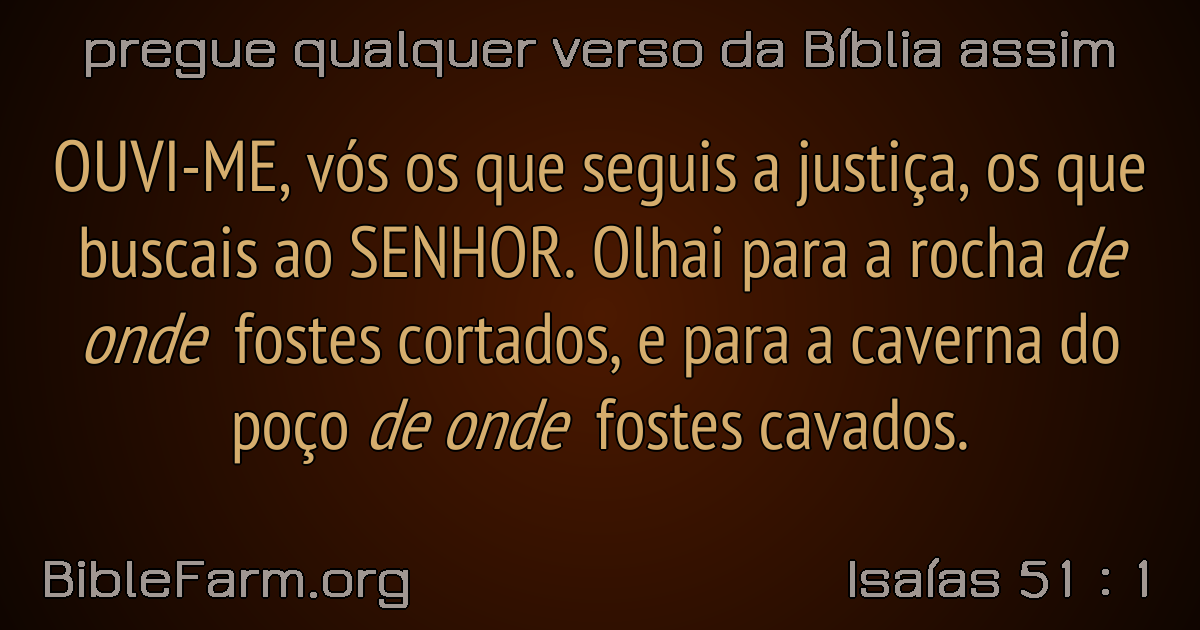 pregue qualquer verso da Bíblia assim
OUVI-ME, vós os que seguis a justiça, os que
buscais ao SENHOR. Olhai para a rocha de
onde fostes cortados, e para a caverna do
poço de onde fostes cavados.
BibleFarm.org
Isaías 51 : 1